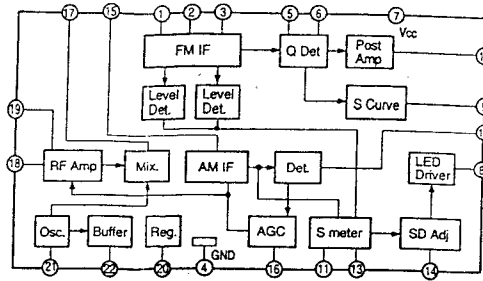 17 15 1 2 3 5 6 7
Vcc
FM IF
Q Det
Post
Amp
Level
Det.
Level
Det.
S Curve
19
18
RF Amp
Mix.
AM IF
Det.
LED
Driver
8
Osc.
Buffer
Reg.
GND
AGC
S meter
SD Adj
21 22 20 4 16 11 13 14